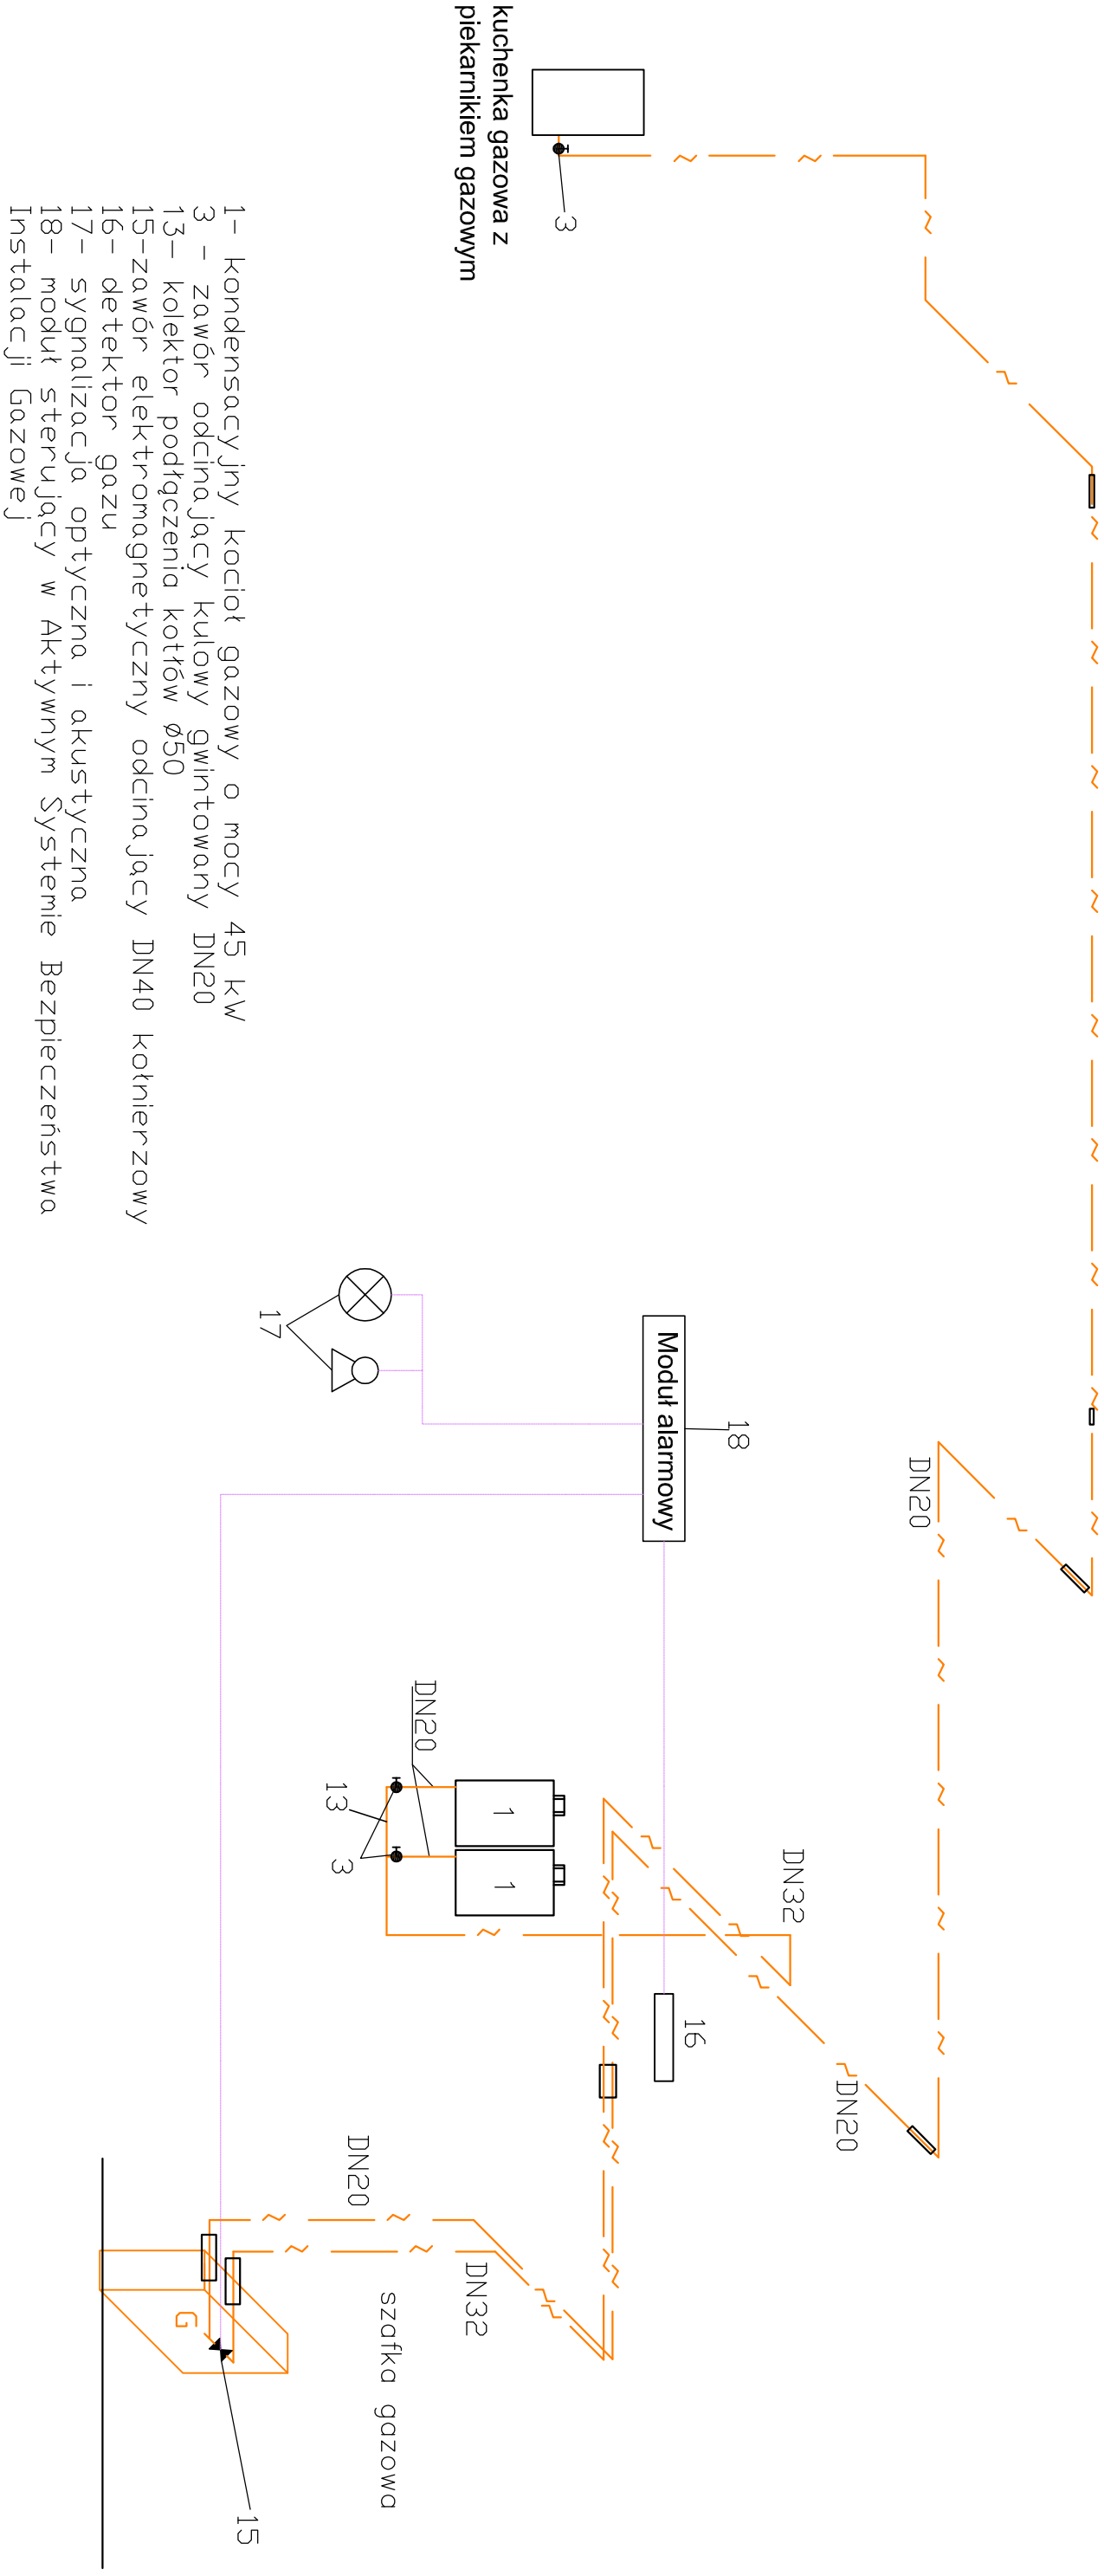 kuchenka gazowa z
piekarnikiem gazowym
3
DN20
18
Moduł alarmowy
17
DN20
13
3
1
1
DN32
16
DN20
DN20
DN32
szafka gazowa
G
15
1- kondensacyjny kocioł gazowy o mocy 45 kW
3 - zawór odcinający kulowy gwintowany DN20
13- kolektor podłączenia kotłów ø50
15-zawór elektromagnetyczny odcinający DN40 kołnierzowy
16- detektor gazu
17- sygnalizacja optyczna i akustyczna
18- moduł sterujący w Aktywnym Systemie Bezpieczeństwa
Instalacji Gazowej